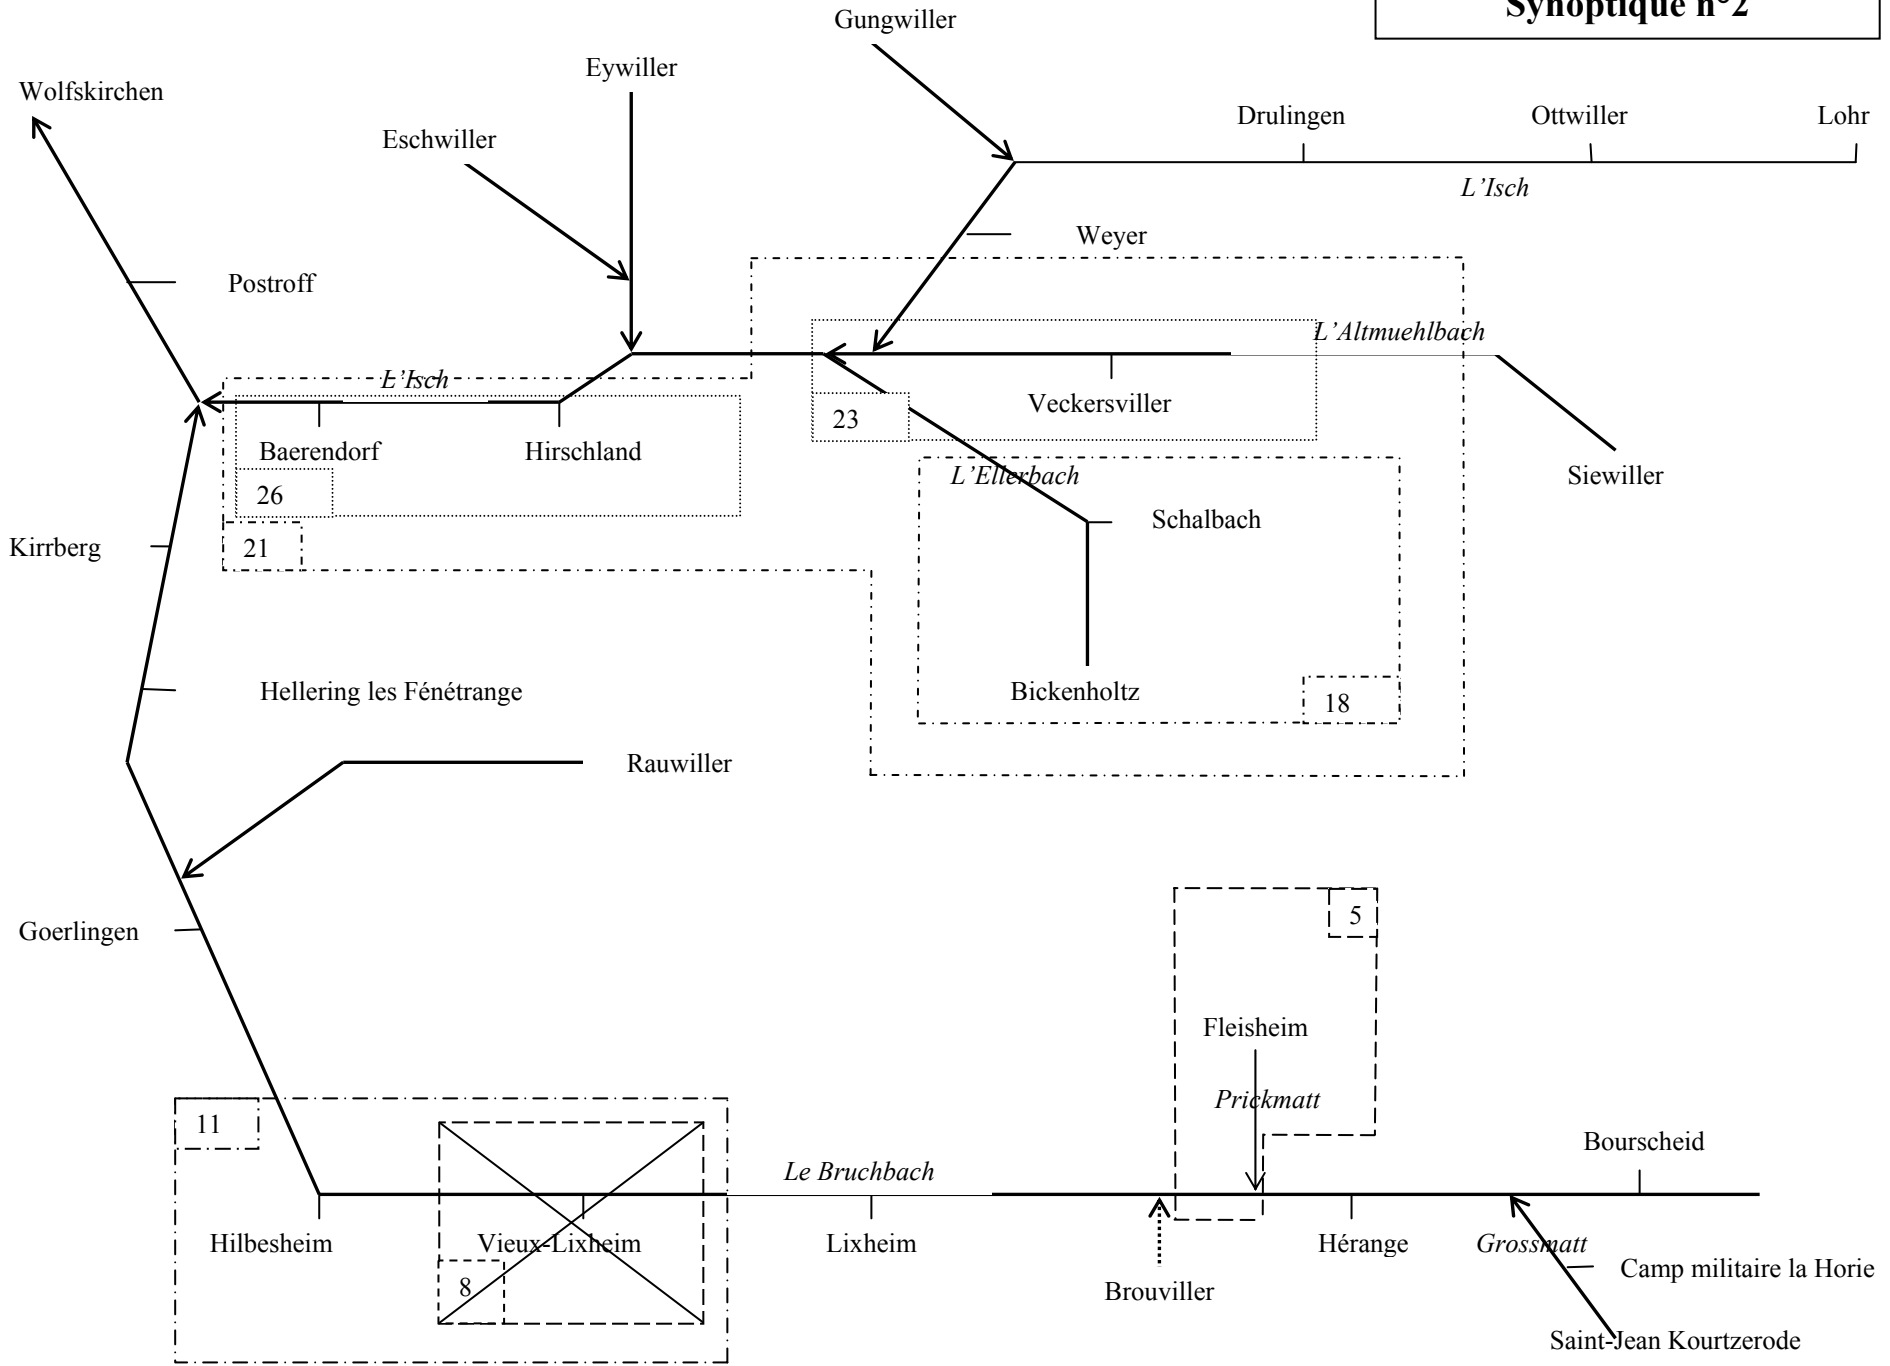 Synoptique n°2
Gungwiller
Eywiller
Wolfskirchen
Drulingen
Ottwiller
Lohr
Eschwiller
L'Isch
Weyer
Postroff
L'Altmuehlbach
L'Isch
Veckersviller
23
Baerendorf
Hirschland
L'Ellerbach
Siewiller
26
Schalbach
21
Kirrberg
Hellering les Fénétrange
Bickenholtz
18
Rauwiller
5
Goerlingen
Fleisheim
Prickmatt
11
Bourscheid
Le Bruchbach
Hilbesheim
Vieux-Lixheim
Lixheim
Hérange
Grossmatt
Camp militaire la Horie
8
Brouviller
Saint-Jean Kourtzerode